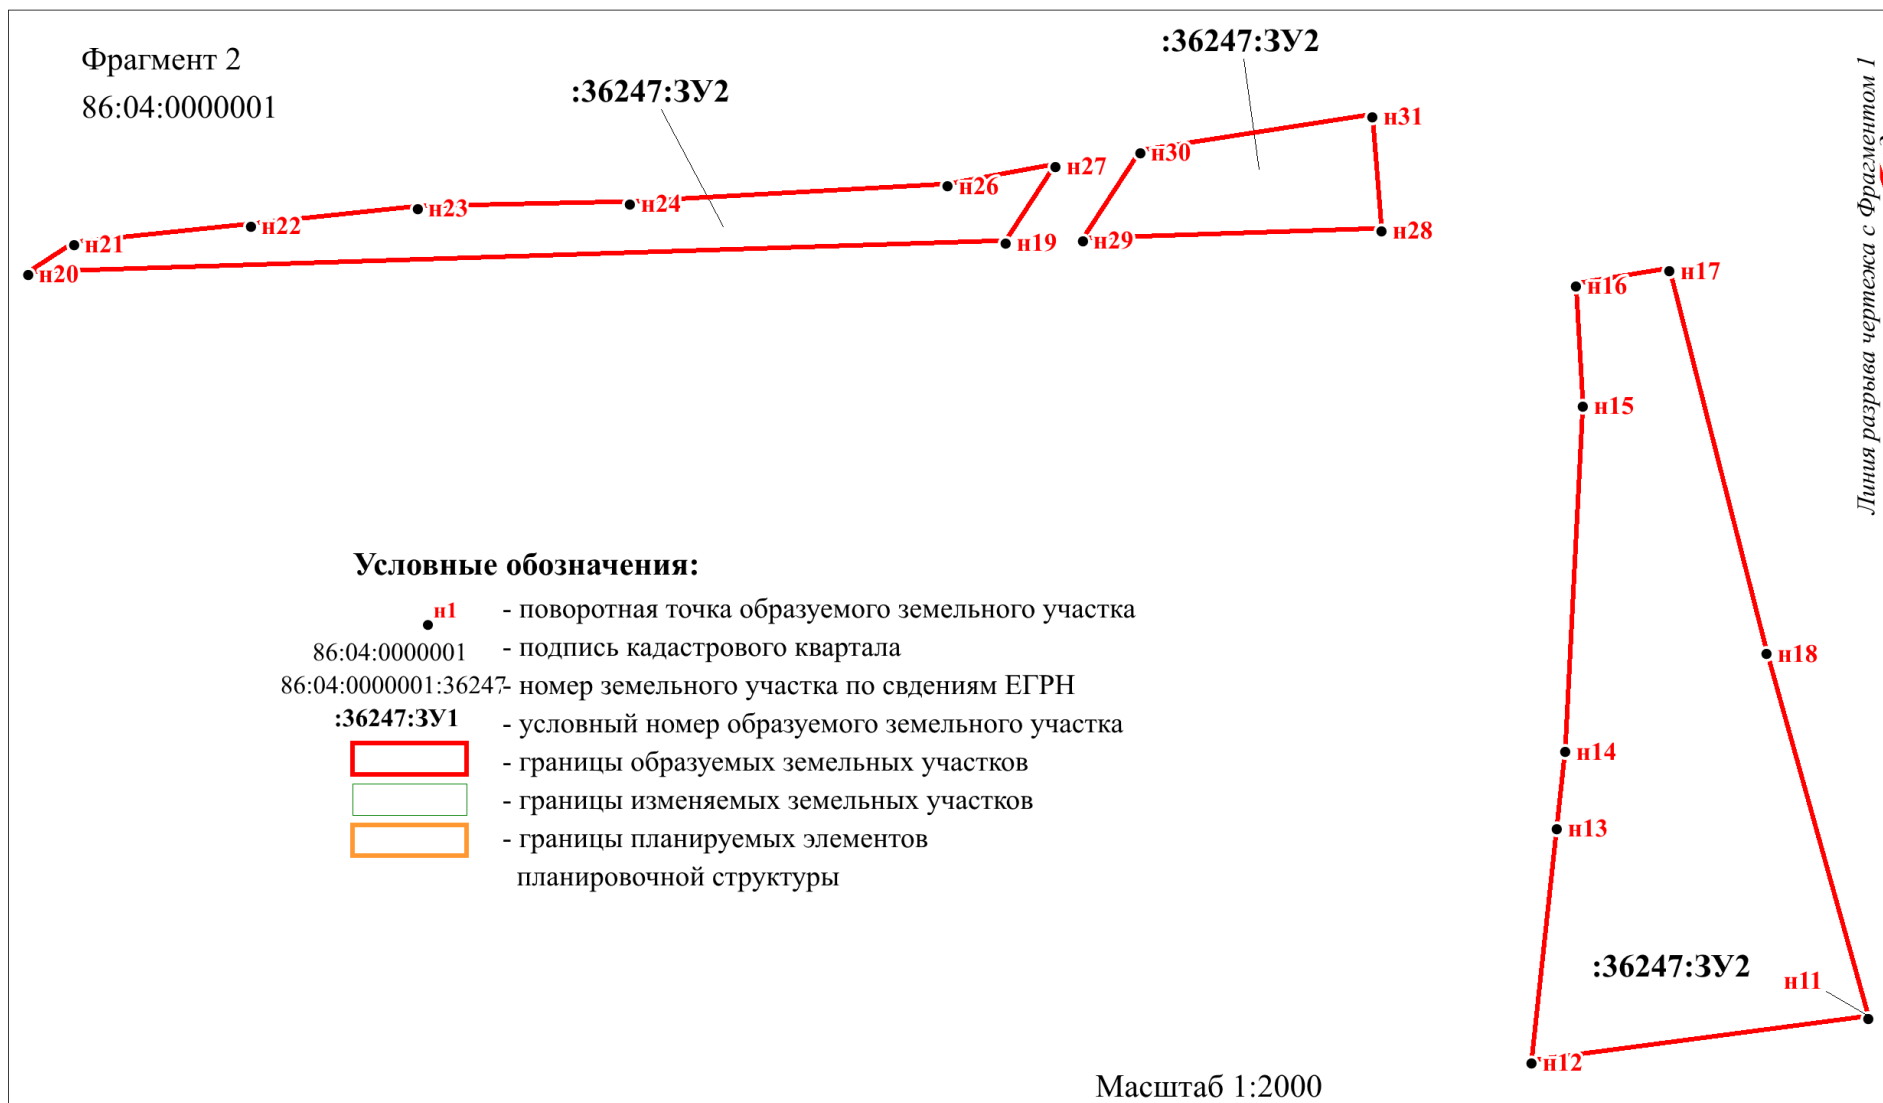 Фрагмент 2
86:04:0000001
:36247:ЗУ2
:36247:ЗУ2
н31
н30
н27
н26
н24
н23
н22
н21
н20
н19
н29
н28
н16
н17
н15
н18
н14
н13
:36247:ЗУ2
н11
н12
Линия разрыва чертежа с Фрагментом 1
Условные обозначения:
н1 - поворотная точка образуемого земельного участка
86:04:0000001 - подпись кадастрового квартала
86:04:0000001:36247 - номер земельного участка по свдениям ЕГРН
:36247:ЗУ1 - условный номер образуемого земельного участка
- границы образуемых земельных участков
- границы изменяемых земельных участков
- границы планируемых элементов
планировочной структуры
Масштаб 1:2000